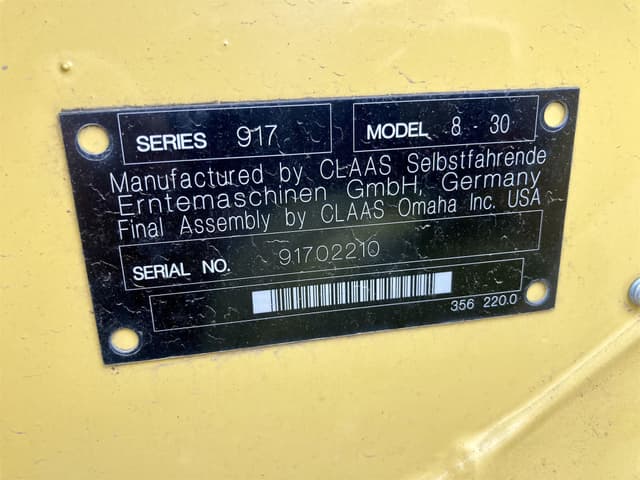 SERIES 917 MODEL 8-30
Manufactured by CLAAS Selbstfahrende
Erntemaschinen GmbH, Germany
Final Assembly by CLAAS Omaha Inc. USA
SERIAL NO. 91702210
356 220.0